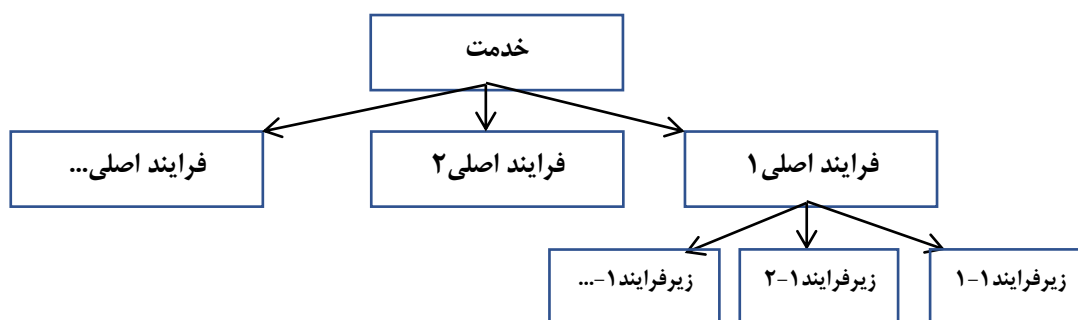 خدمت
فرایند اصلی۱
فرایند اصلی۲
فرایند اصلی...
زیرفرایند۱-۱
زیرفرایند۱-۲
زیرفرایند۱-...